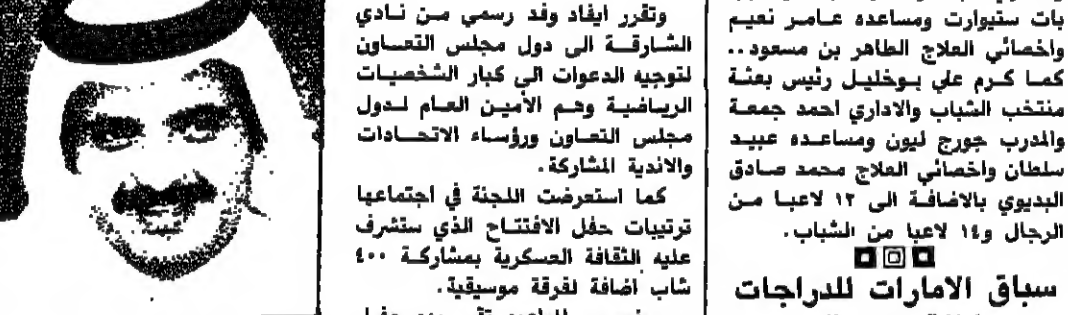 بات ستيوارت ومساعده عامر نعيم
واخصائي العلاج الطاهر بن مسعود..
كما كرم علي بوخليل رئيس بعثة
منتخب الشباب والاداري احمد جمعة
والمدرب جورج ليون ومساعده عبيد
سلطان واخصائي العلاج محمد صادق
البديوي بالاضافة الى ١٢ لاعبا من
الرجال و١٤ لاعبا من الشباب.
سباق الامارات للدراجات
وتقرر ايفاد وفد رسمي من نادي
الشارقة الى دول مجلس التعاون
لتوجيه الدعوات الى كبار الشخصيات
الرياضية وهم الأمين العام لدول
مجلس التعاون ورؤساء الاتحادات
والاندية المشاركة.
كما استعرضت اللجنة في اجتماعها
ترتيبات حفل الافتتاح الذي ستشرف
عليه الثقافة العسكرية بمشاركة ٤٠٠
شاب اضافة لفرقة موسيقية.